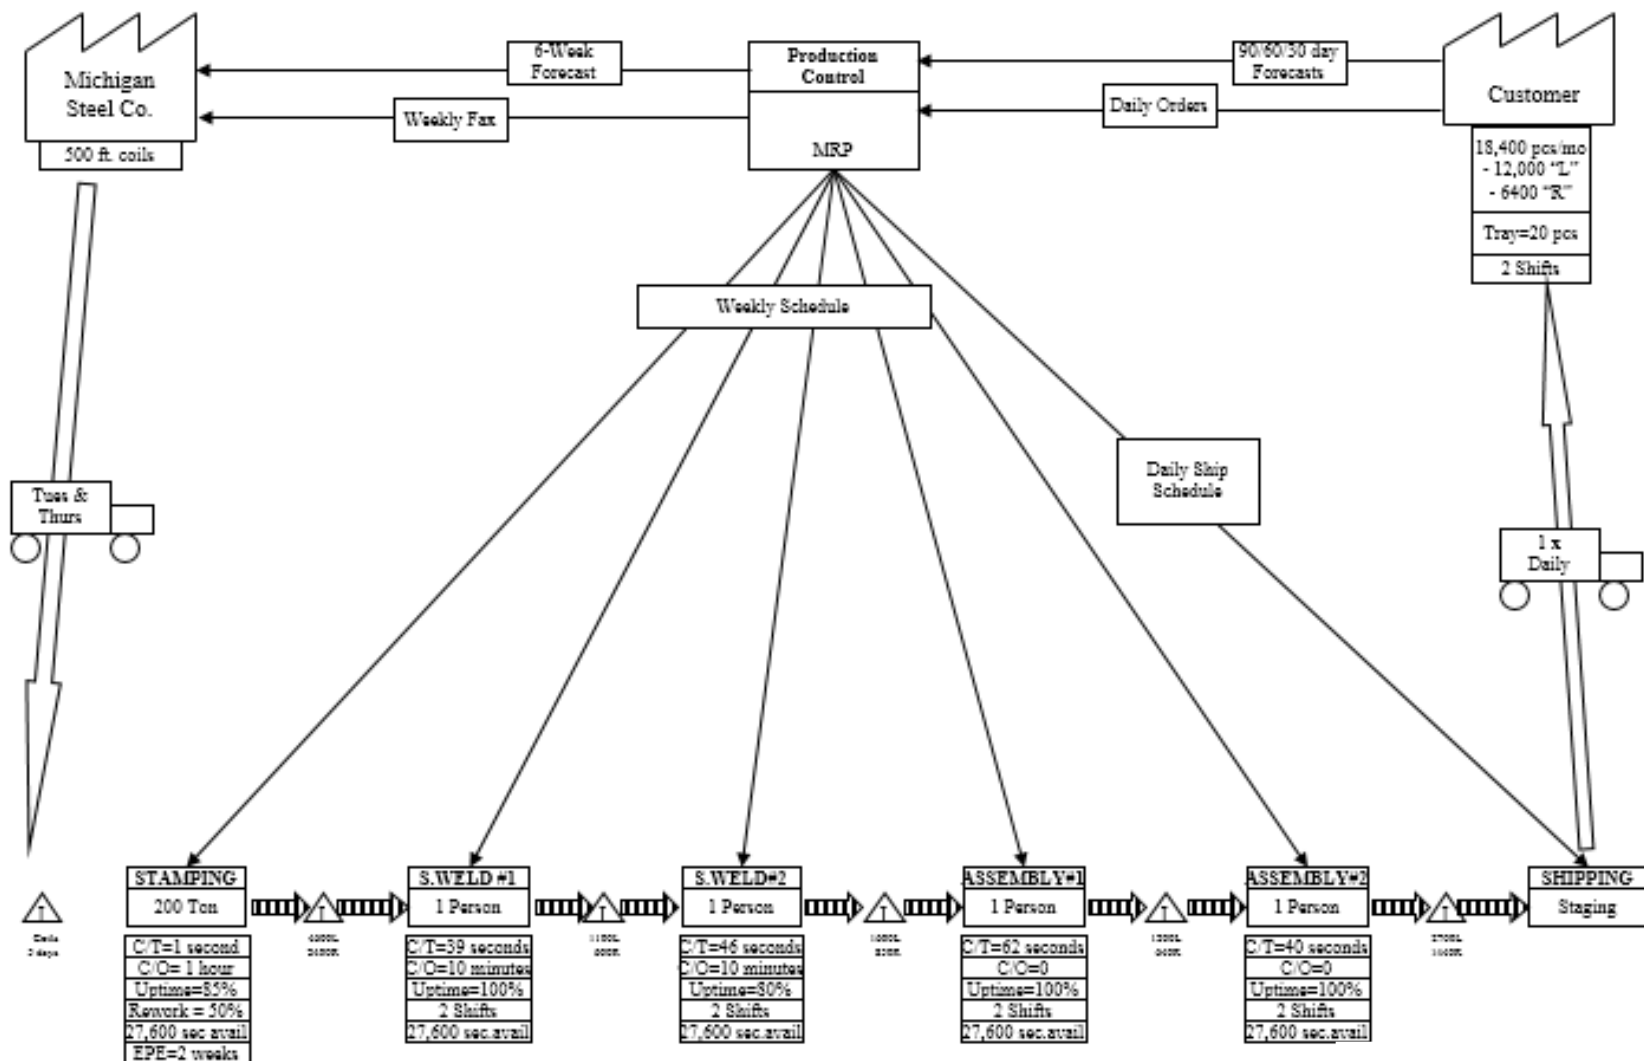 Michigan
Steel Co.
500 ft. coils
6-Week
Forecast
Weekly Fax
Production
Control
MRP
90/60/30 day
Forecasts
Daily Orders
Customer
18,400 pcs/mo
- 12,000 “L”
- 6400 “R”
Tray=20 pcs
2 Shifts
Weekly Schedule
Daily Ship
Schedule
Tues &
Thurs
1 x
Daily
I
5 days
STAMPING
200 Ton
C/T=1 second
C/O= 1 hour
Uptime=85%
Rework = 50%
27,600 sec.avail
EPE=2 weeks
I
S.WELD #1
1 Person
C/T=39 seconds
C/O=10 minutes
Uptime=100%
2 Shifts
27,600 sec.avail
I
S.WELD#2
1 Person
C/T=46 seconds
C/O=10 minutes
Uptime=80%
2 Shifts
27,600 sec.avail
I
ASSEMBLY#1
1 Person
C/T=62 seconds
C/O=0
Uptime=100%
2 Shifts
27,600 sec.avail
I
ASSEMBLY#2
1 Person
C/T=40 seconds
C/O=0
Uptime=100%
2 Shifts
27,600 sec.avail
I
SHIPPING
Staging